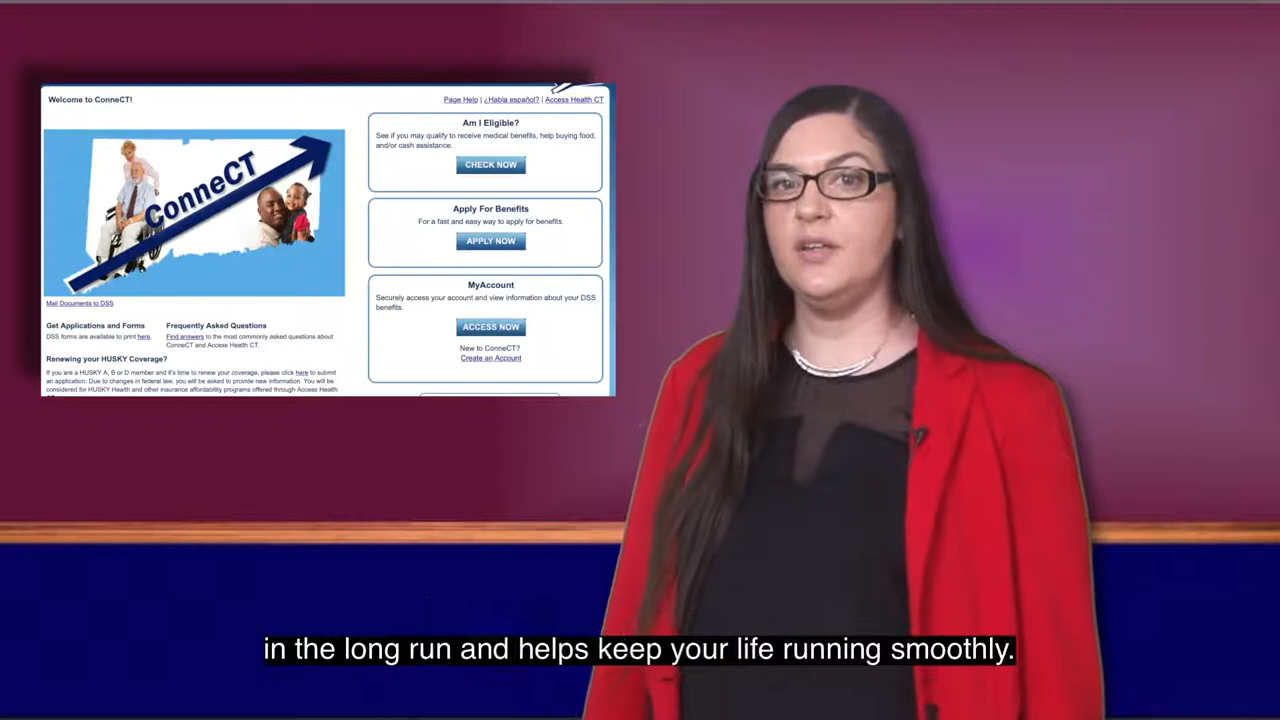 Welcome to ConneCT!
Page Help | ¿Habla español? | Access Health CT
ConneCT
Mail Documents to DSS
Get Applications and Forms
DSS forms are available to print here.
Frequently Asked Questions
Find answers to the most commonly asked questions about
ConneCT and Access Health CT.
Renewing your HUSKY Coverage?
If you are a HUSKY A, B or D member and it's time to renew your coverage, please click here to submit
an application. Due to changes in federal law, you will be asked to provide new information. You will be
considered for HUSKY Health and other insurance affordability programs offered through Access Health
Am I Eligible?
See if you may qualify to receive medical benefits, help buying food,
and/or cash assistance.
CHECK NOW
Apply For Benefits
For a fast and easy way to apply for benefits.
APPLY NOW
MyAccount
Securely access your account and view information about your DSS
benefits.
ACCESS NOW
New to ConneCT?
Create an Account
in the long run and helps keep your life running smoothly.